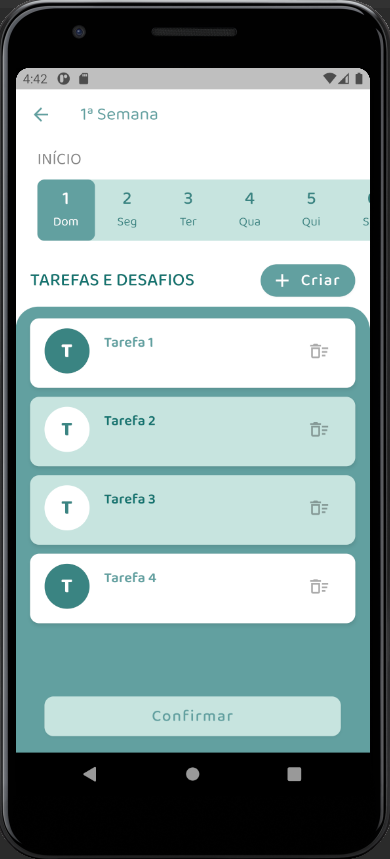 4:42
1ª Semana
INÍCIO
1 2 3 4 5
Dom Seg Ter Qua Qui
TAREFAS E DESAFIOS
+ Criar
T Tarefa 1
T Tarefa 2
T Tarefa 3
T Tarefa 4
Confirmar